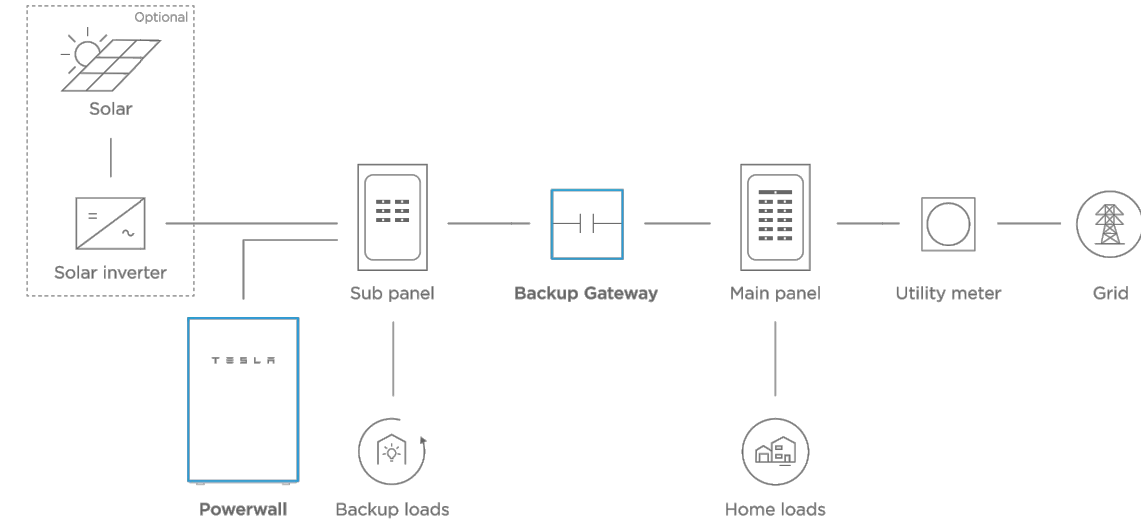 Optional
Solar
Solar inverter
Sub panel
Backup Gateway
Main panel
Utility meter
Grid
TESLA
Powerwall
Backup loads
Home loads